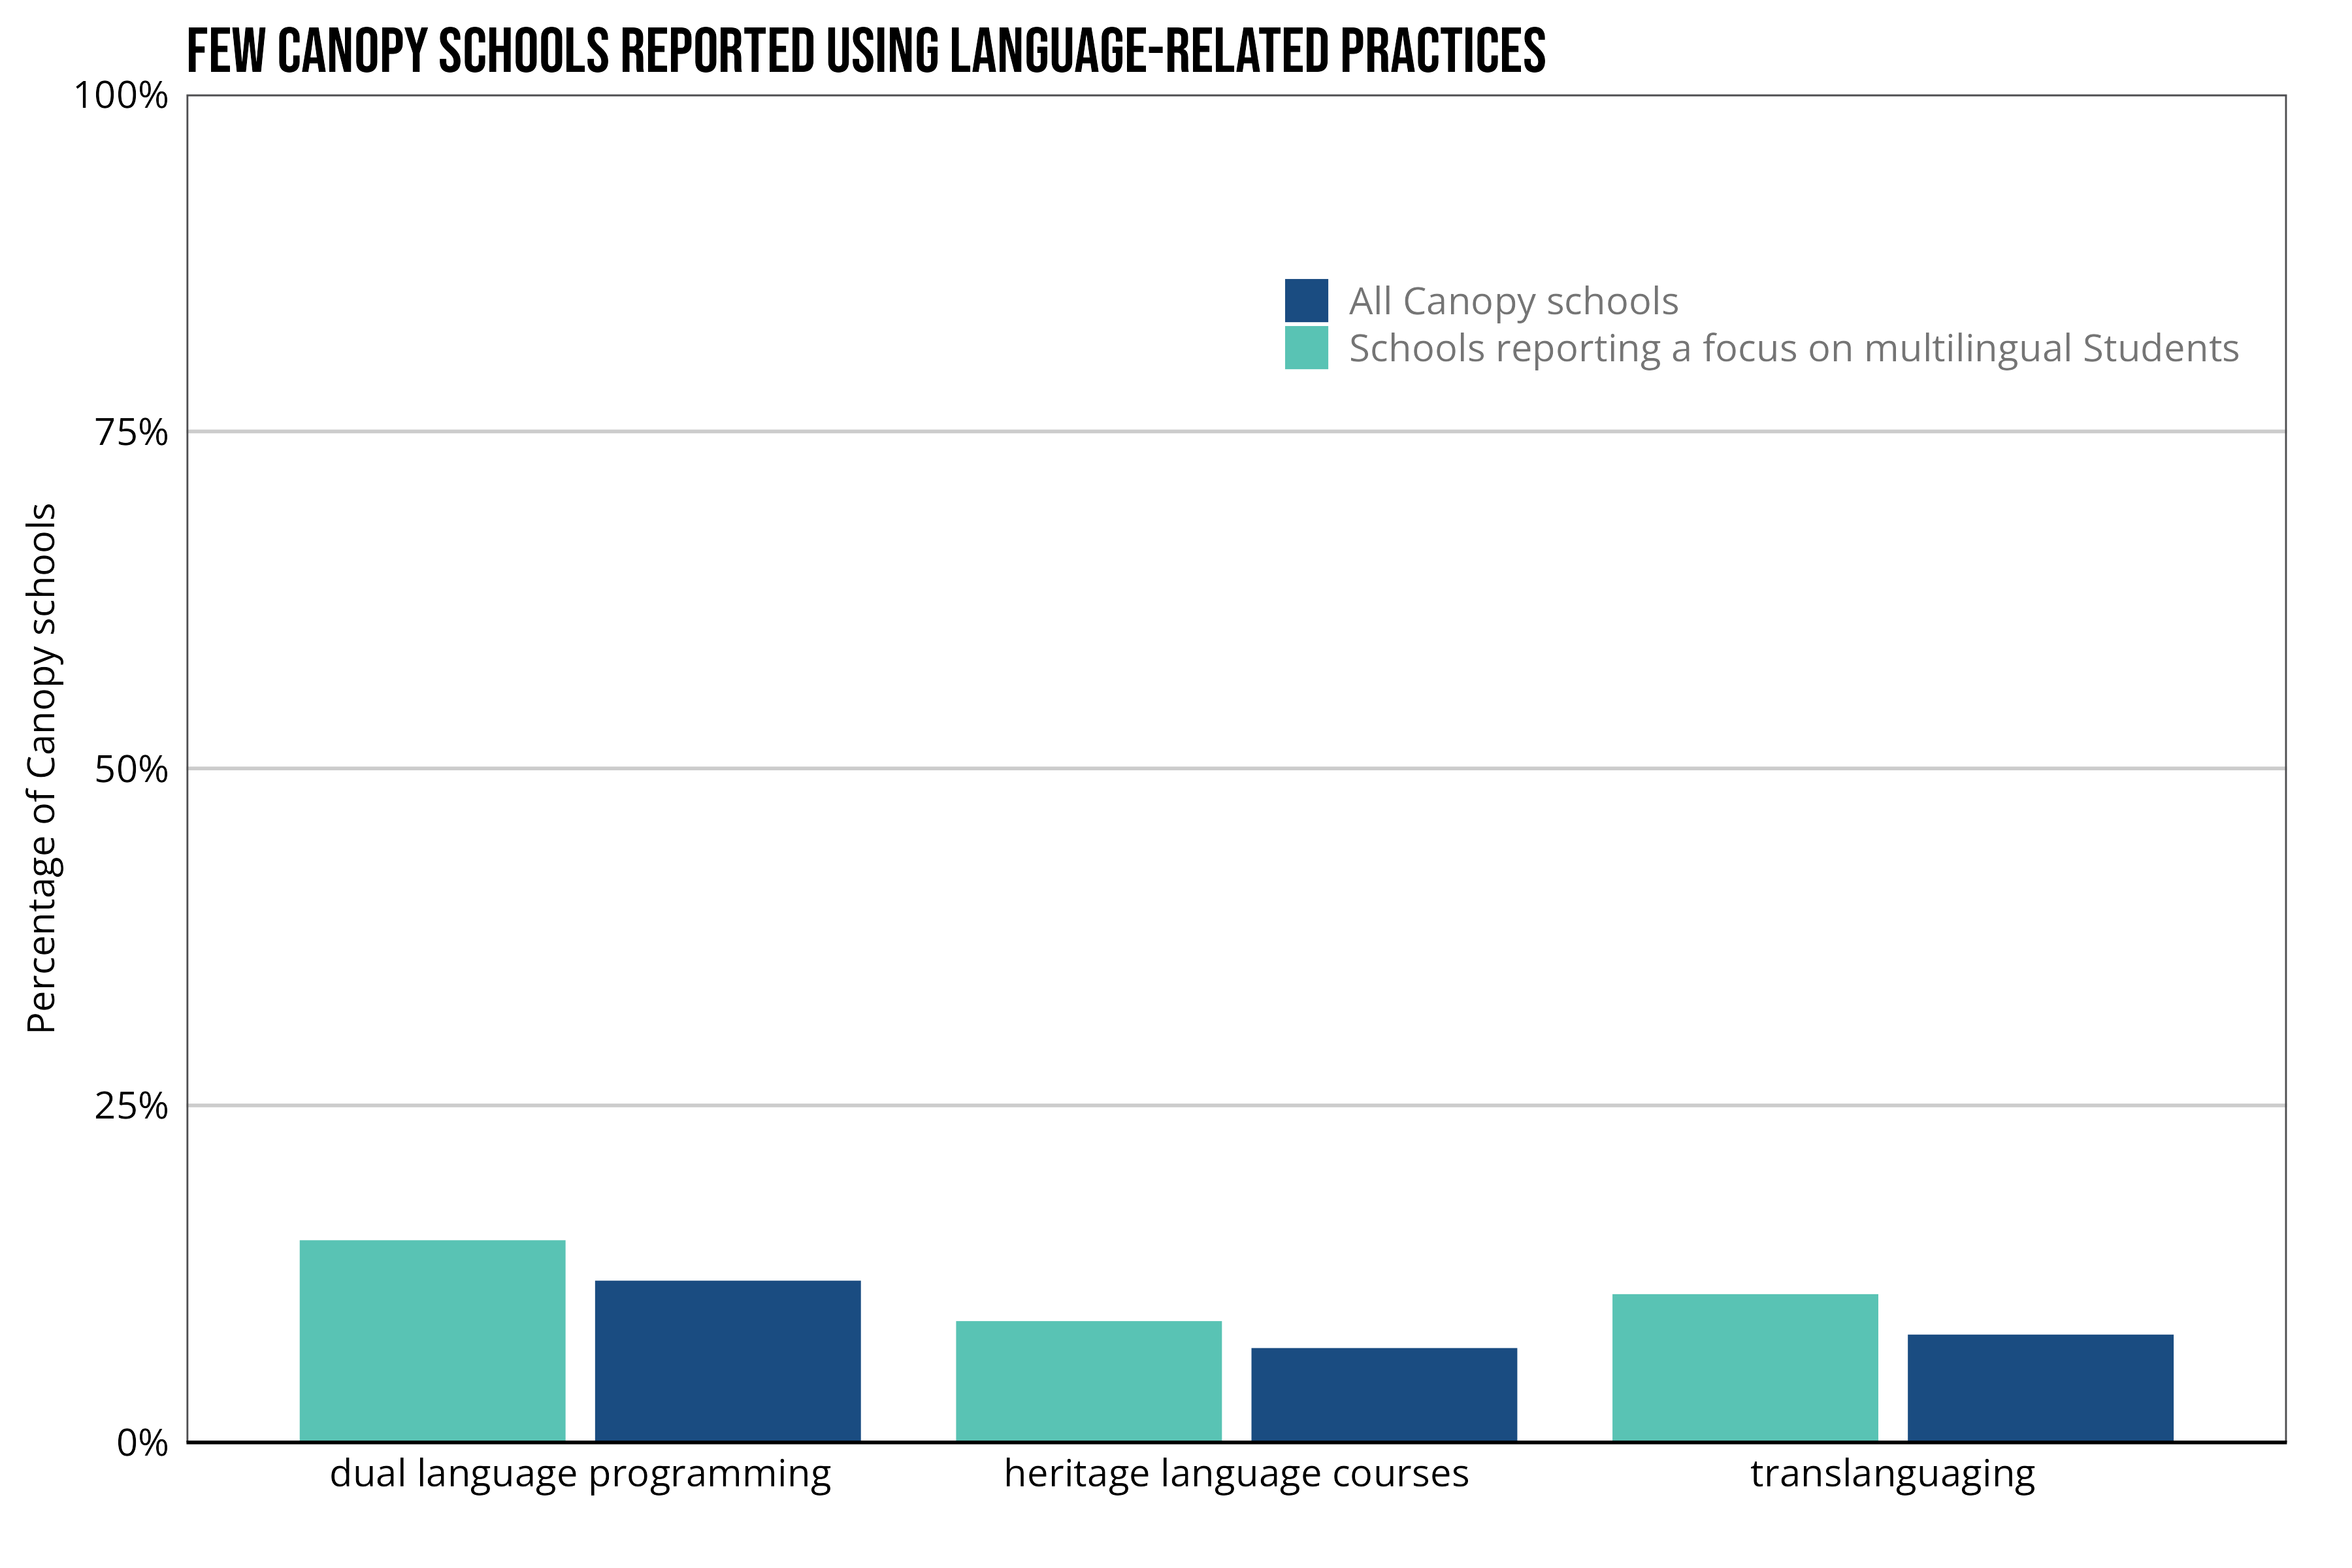 FEW CANOPY SCHOOLS REPORTED USING LANGUAGE-RELATED PRACTICES
100%
All Canopy schools
Schools reporting a focus on multilingual Students
75%
Percentage of Canopy schools
50%
25%
0%
dual language programming
heritage language courses
translanguaging